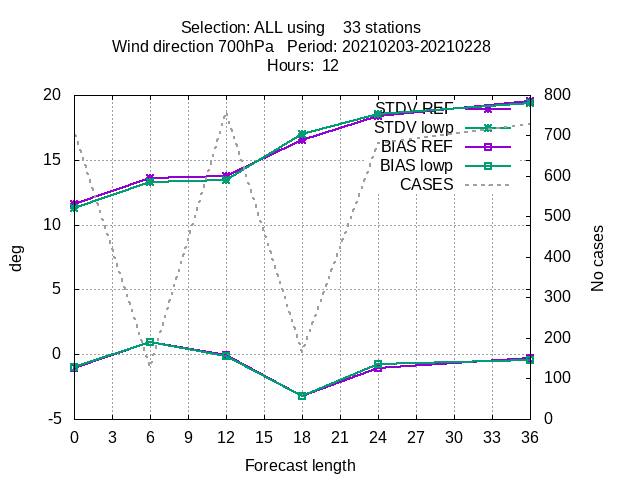 Selection: ALL using 33 stations
Wind direction 700hPa Period: 20210203-20210228
Hours: 12
20
15
10
5
0
-5
deg
800
700
600
500
400
300
200
100
0
No cases
STDV REF
STDV lowp
BIAS REF
BIAS lowp
CASES
0 3 6 9 12 15 18 21 24 27 30 33 36
Forecast length